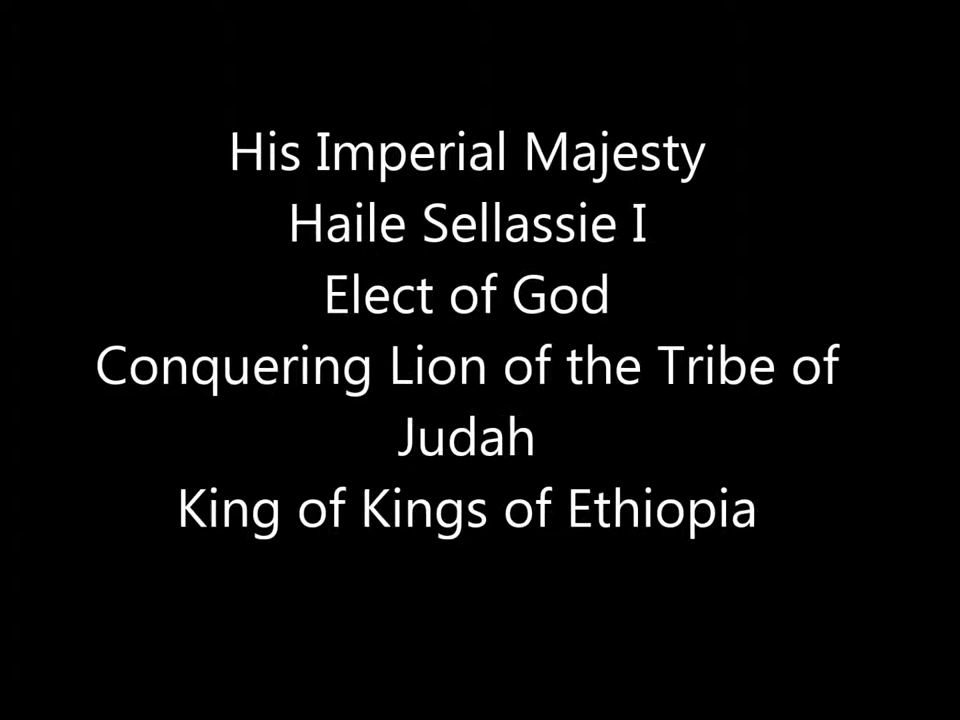 His Imperial Majesty
Haile Sellassie I
Elect of God
Conquering Lion of the Tribe of
Judah
King of Kings of Ethiopia